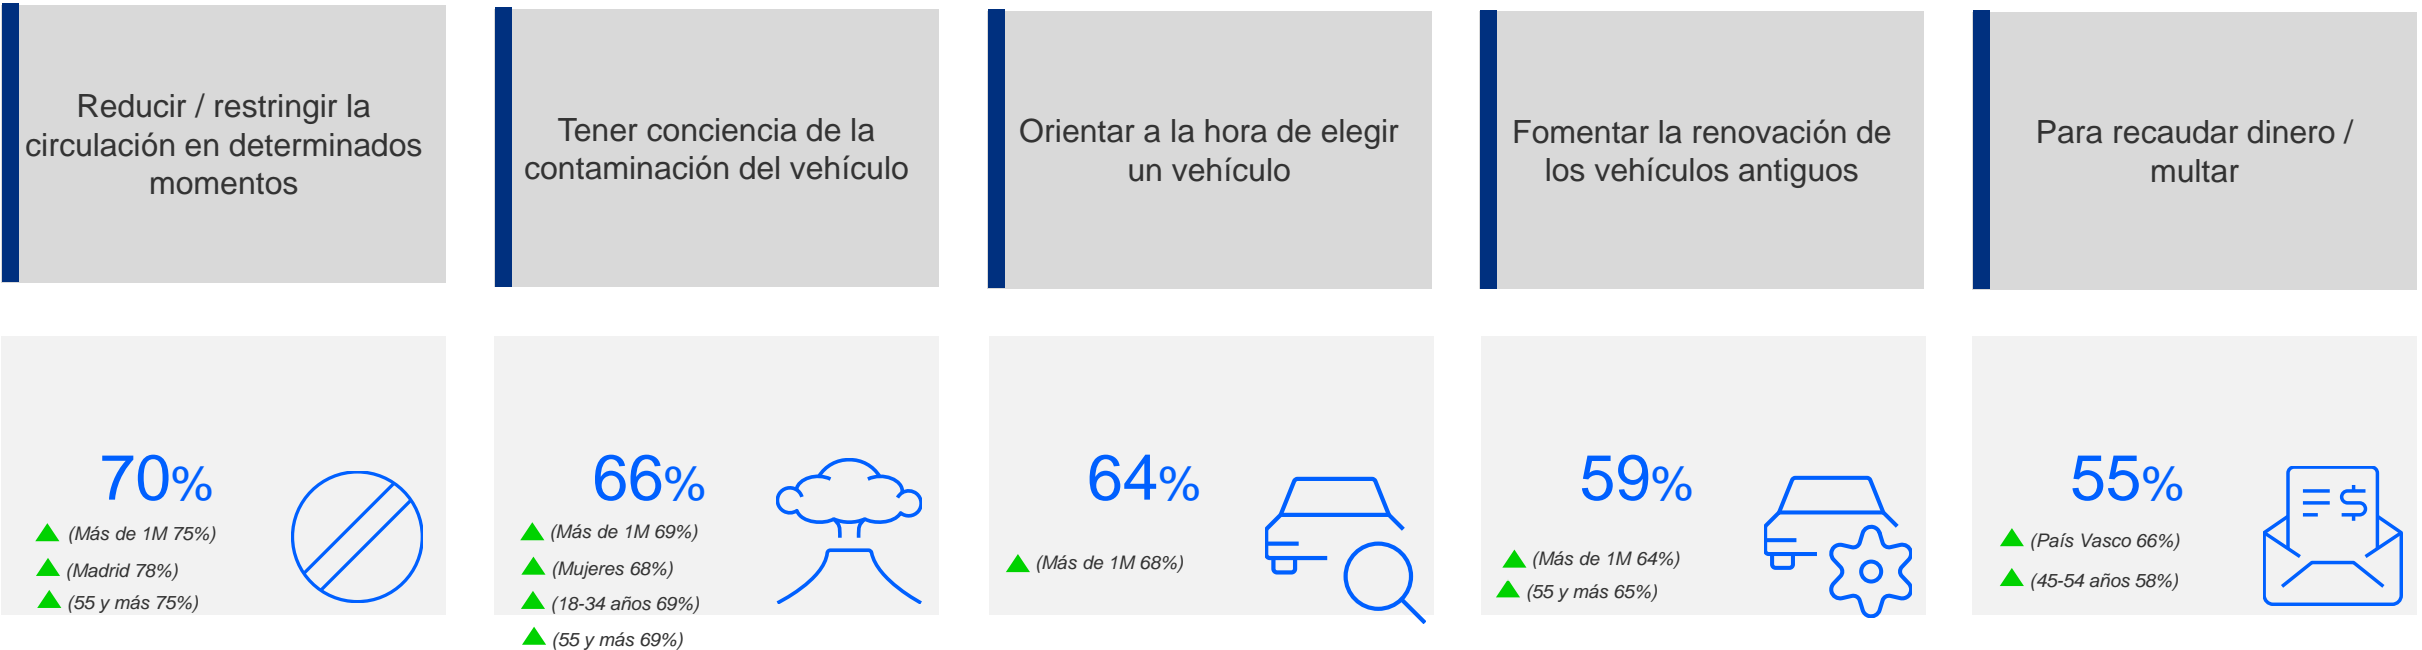 Reducir / restringir la
circulación en determinados
momentos
Tener conciencia de la
contaminación del vehículo
Orientar a la hora de elegir
un vehículo
Fomentar la renovación de
los vehículos antiguos
Para recaudar dinero /
multar
70%
(Más de 1M 75%)
(Madrid 78%)
(55 y más 75%)
66%
(Más de 1M 69%)
(Mujeres 68%)
(18-34 años 69%)
(55 y más 69%)
64%
(Más de 1M 68%)
59%
(Más de 1M 64%)
(55 y más 65%)
55%
(País Vasco 66%)
(45-54 años 58%)
$